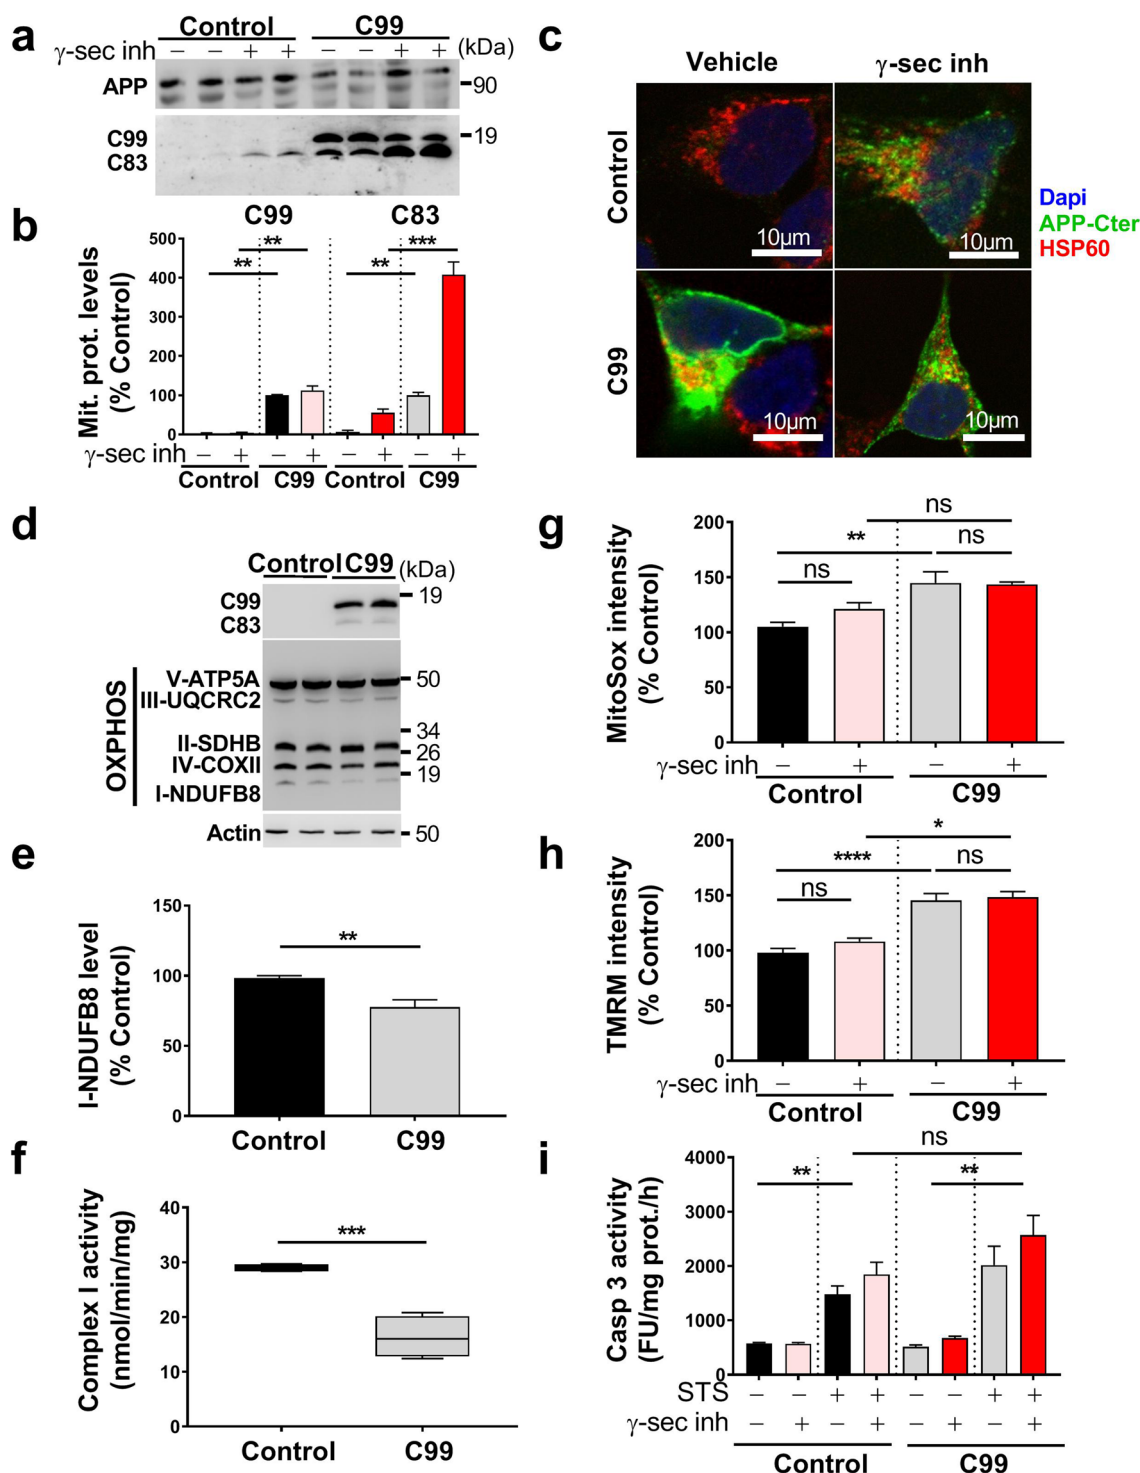 a
Control C99
γ-sec inh − − + + − − + + (kDa)
APP
90
C99
C83
19
b
C99 C83
Mit. prot. levels
(% Control)
500
400
300
200
100
0
** ** ** ***
γ-sec inh − + − + − + − +
Control C99 Control C99
c
Vehicle γ-sec inh
Control
C99
10µm 10µm
10µm 10µm
Dapi
APP-Cter
HSP60
d
Control C99 (kDa)
C99
C83
19
OXPHOS
V-ATP5A
III-UQCRC2
II-SDHB
IV-COXII
I-NDUFB8
50
34
26
19
Actin
50
e
I-NDUFB8 level
(% Control)
150
100
50
0
**
Control C99
f
Complex I activity
(nmol/min/mg)
40
30
20
10
0
***
Control C99
g
MitoSox intensity
(% Control)
200
150
100
50
0
ns
**
ns
ns
γ-sec inh − + − +
Control C99
h
TMRM intensity
(% Control)
200
150
100
50
0
*
****
ns
ns
γ-sec inh − + − +
Control C99
i
Casp 3 activity
(FU/mg prot./h)
4000
3000
2000
1000
0
ns
** **
STS − − + + − − + +
γ-sec inh − + − + − + − +
Control C99